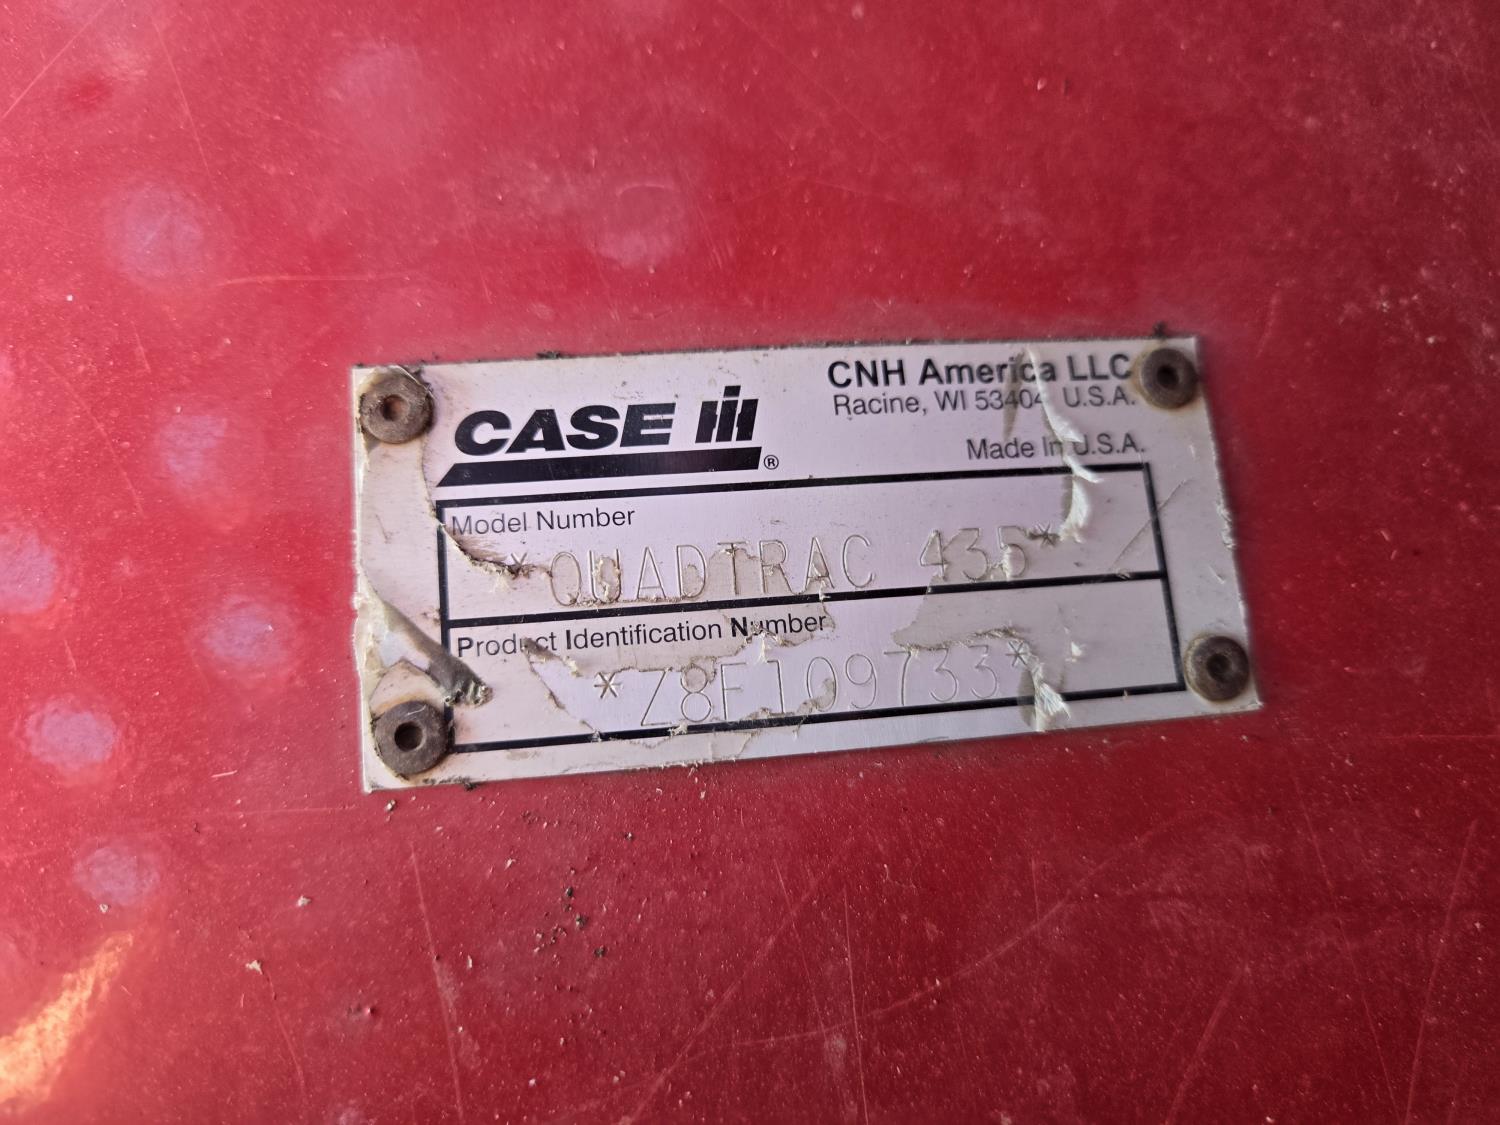 CASE IH®
CNH America LLC
Racine, WI 53404 U.S.A.
Made In U.S.A.
Model Number
*QUADTRAC 435*
Product Identification Number
*Z8F109733*